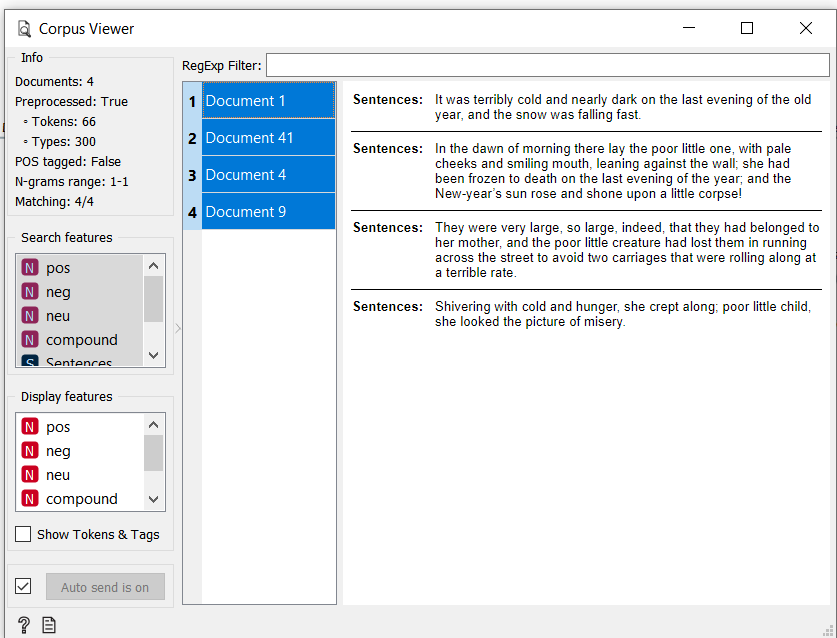 Corpus Viewer
Info
Documents: 4
Preprocessed: True
◦ Tokens: 66
◦ Types: 300
POS tagged: False
N-grams range: 1-1
Matching: 4/4
Search features
N pos
N neg
N neu
N compound
S Sentences
Display features
N pos
N neg
N neu
N compound
Show Tokens & Tags
Auto send is on
?
RegExp Filter:
1 Document 1
2 Document 41
3 Document 4
4 Document 9
Sentences: It was terribly cold and nearly dark on the last evening of the old
year, and the snow was falling fast.
Sentences: In the dawn of morning there lay the poor little one, with pale
cheeks and smiling mouth, leaning against the wall; she had
been frozen to death on the last evening of the year; and the
New-year's sun rose and shone upon a little corpse!
Sentences: They were very large, so large, indeed, that they had belonged to
her mother, and the poor little creature had lost them in running
across the street to avoid two carriages that were rolling along at
a terrible rate.
Sentences: Shivering with cold and hunger, she crept along; poor little child,
she looked the picture of misery.